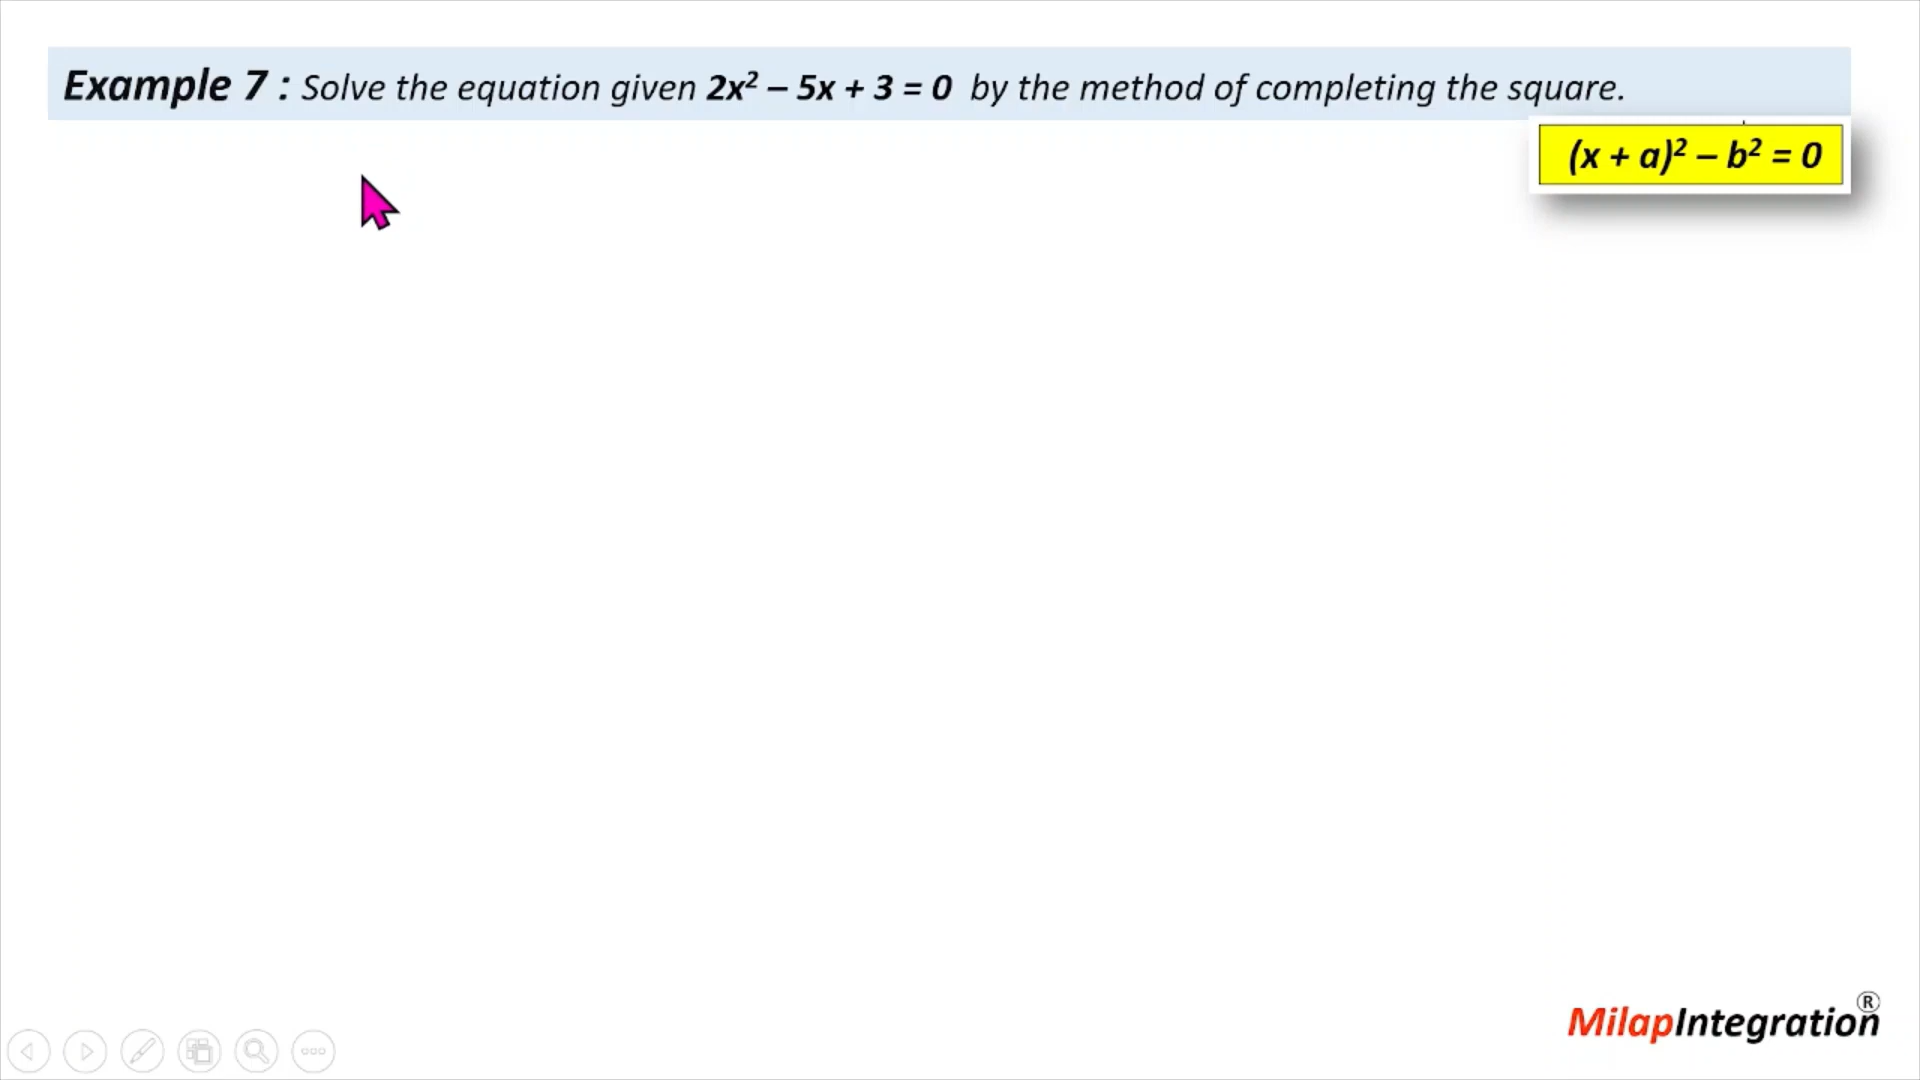 Example 7 : Solve the equation given 2x² – 5x + 3 = 0 by the method of completing the square.
(x + a)² – b² = 0
MilapIntegration®